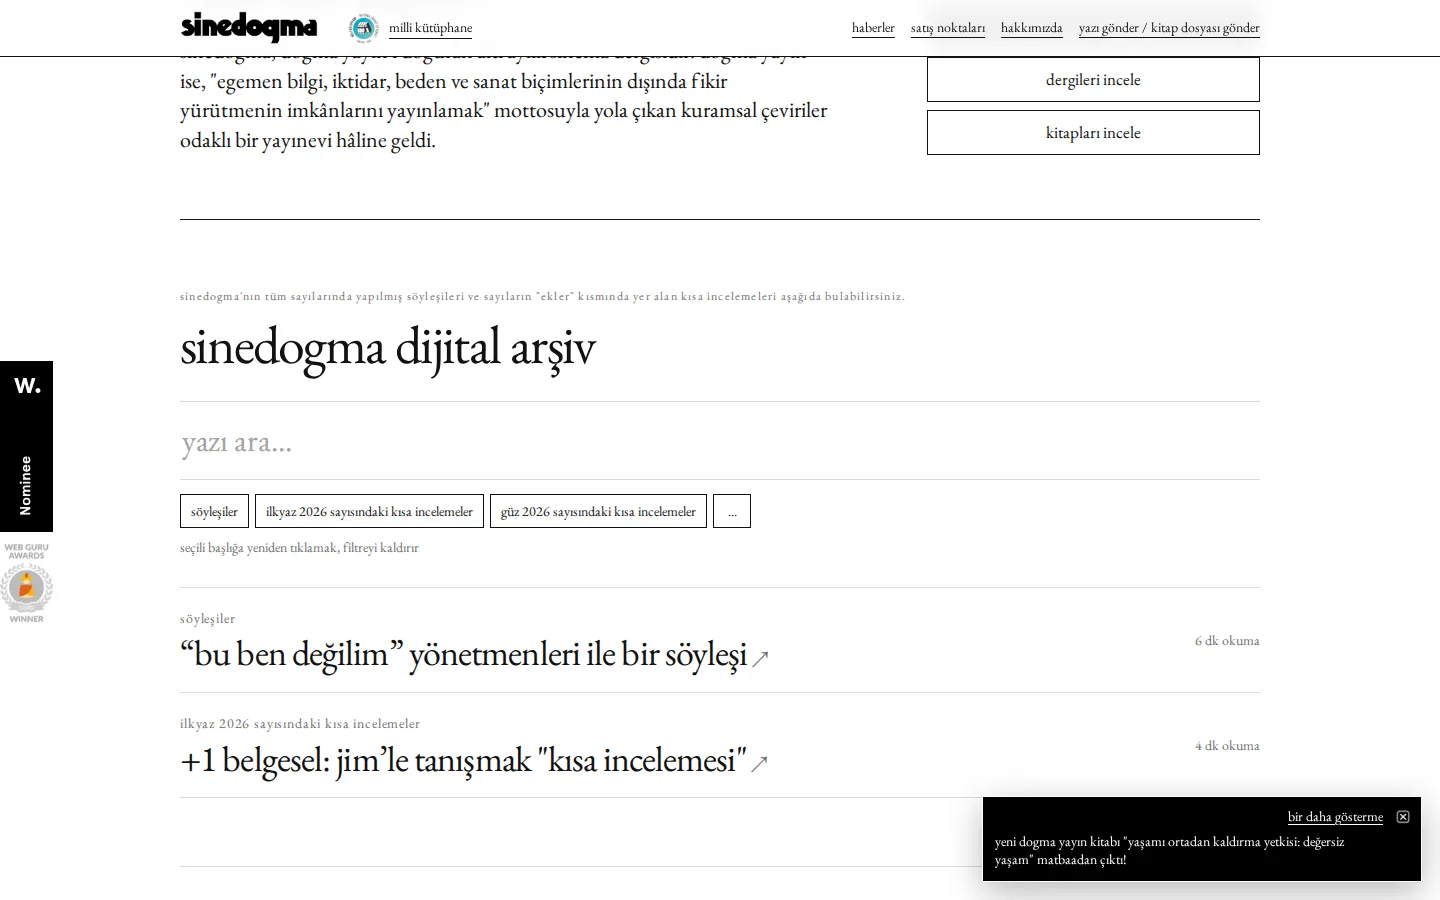 sinedogma
milli kütüphane
haberler
satış noktaları
hakkımızda
yazı gönder / kitap dosyası gönder
ise, "egemen bilgi, iktidar, beden ve sanat biçimlerinin dışında fikir
yürütmenin imkânlarını yayınlamak" mottosuyla yola çıkan kuramsal çeviriler
odaklı bir yayınevi hâline geldi.
dergileri incele
kitapları incele
sinedogma'nın tüm sayılarında yapılmış söyleşileri ve sayıların "ekler" kısmında yer alan kısa incelemeleri aşağıda bulabilirsiniz.
sinedogma dijital arşiv
yazı ara...
söyleşiler
ilkyaz 2026 sayısındaki kısa incelemeler
güz 2026 sayısındaki kısa incelemeler
...
seçili başlığa yeniden tıklamak, filtreyi kaldırır
söyleşiler
“bu ben değilim” yönetmenleri ile bir söyleşi ↗
6 dk okuma
ilkyaz 2026 sayısındaki kısa incelemeler
+1 belgesel: jim’le tanışmak "kısa incelemesi" ↗
4 dk okuma
W.
Nominee
WEB GURU
AWARDS
WINNER
bir daha gösterme
yeni dogma yayın kitabı "yaşamı ortadan kaldırma yetkisi: değersiz
yaşam" matbaadan çıktı!